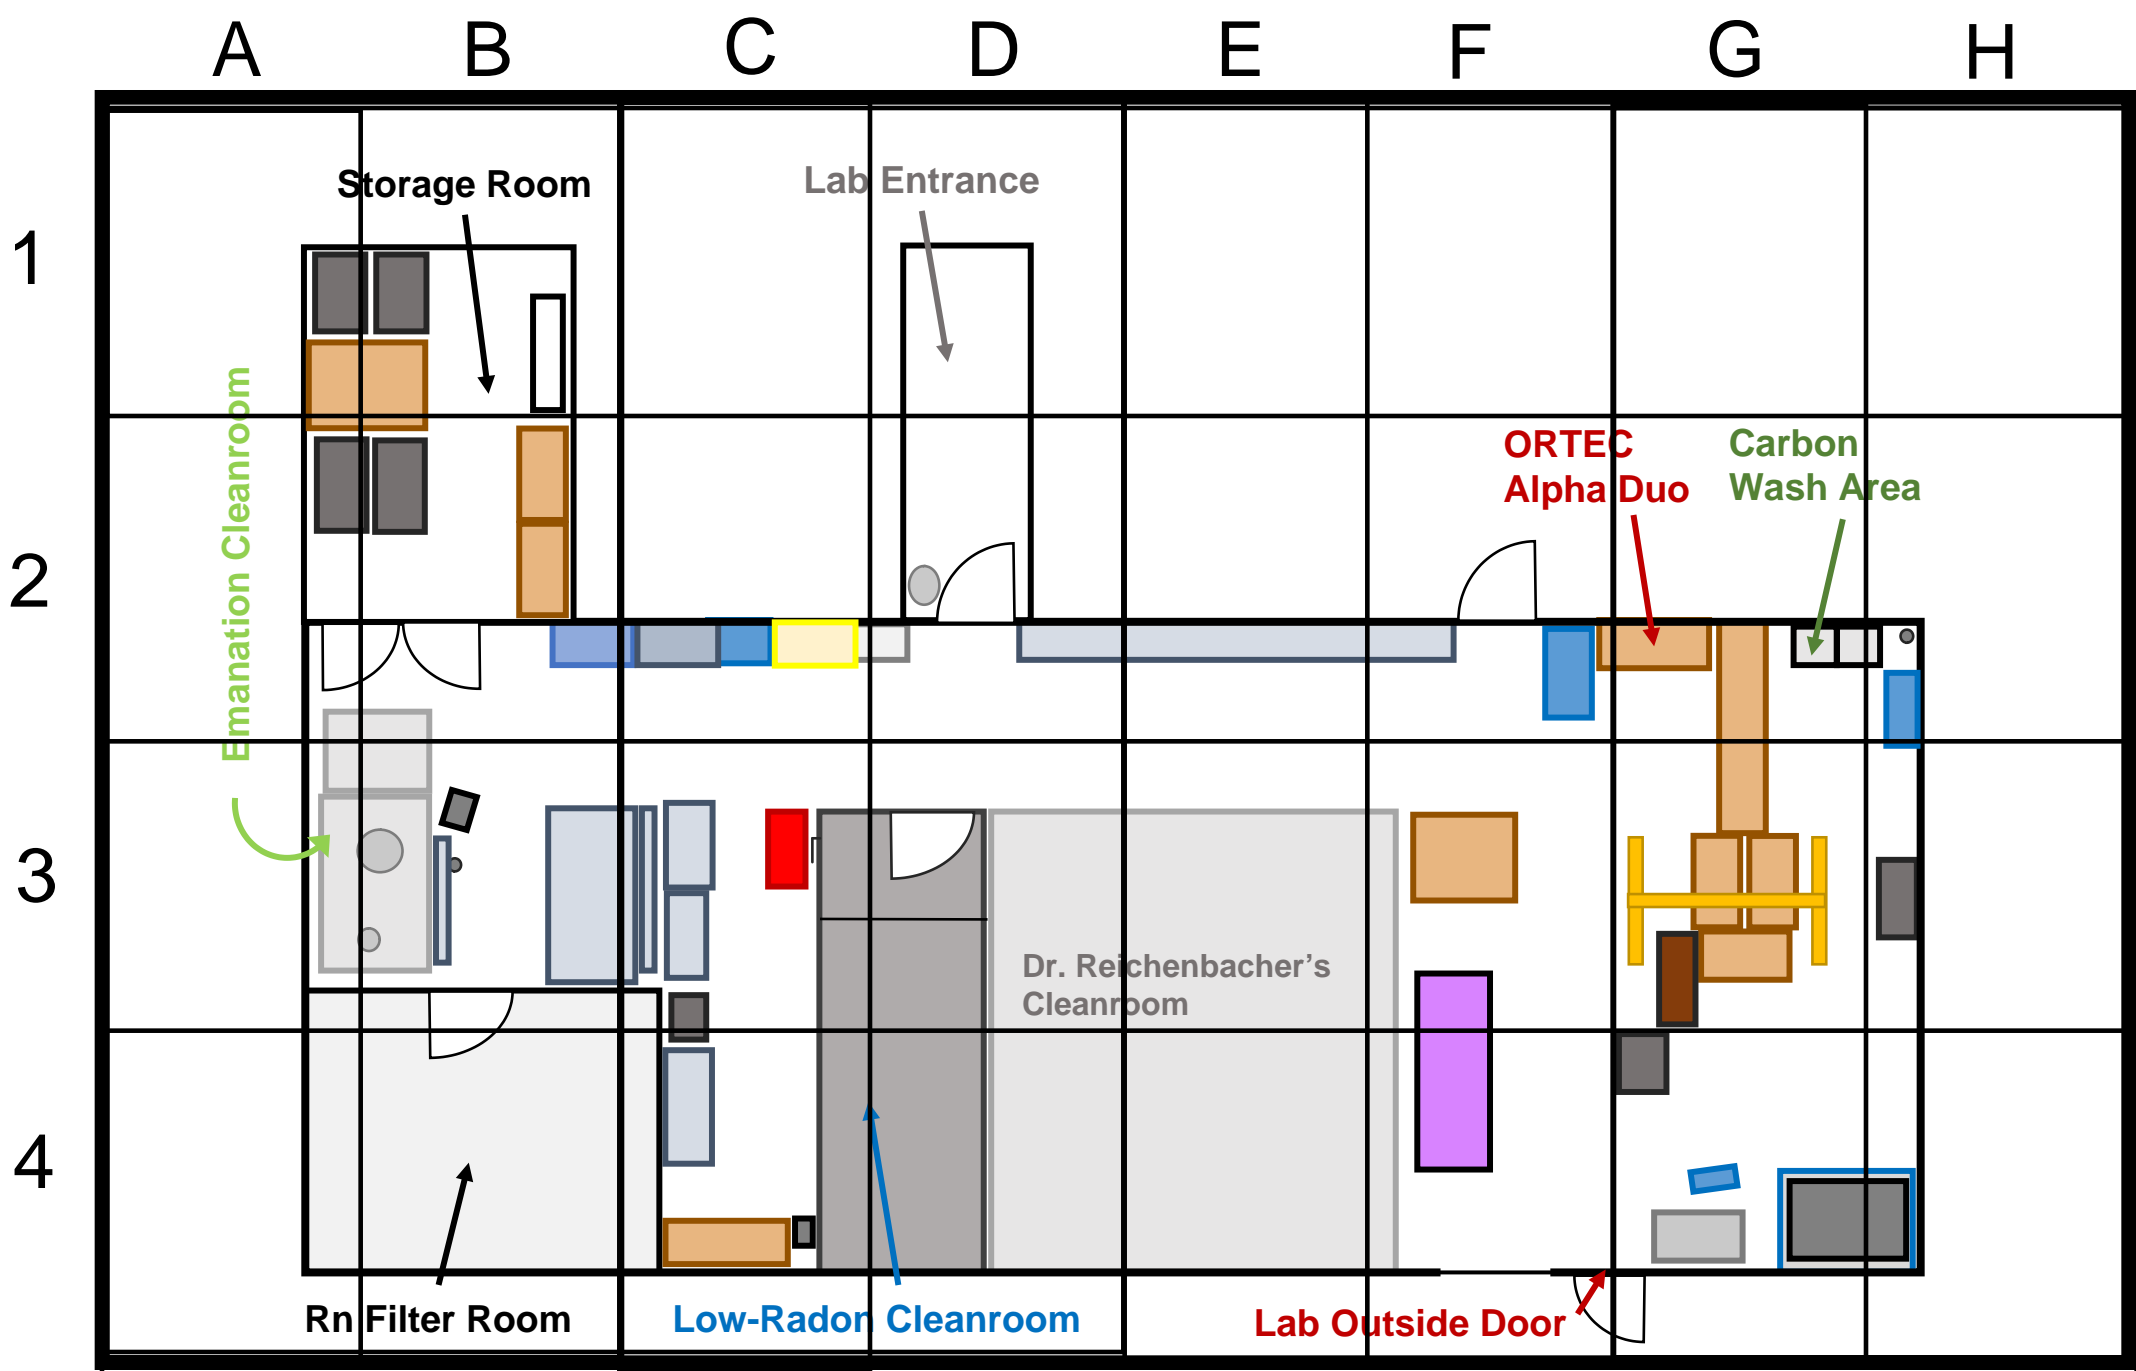 A B C D E F G H
Storage Room
Lab Entrance
1
Emanation Cleanroom
ORTEC
Alpha Duo
Carbon
Wash Area
2
3
Dr. Reichenbacher’s
Cleanroom
4
Rn Filter Room
Low-Radon Cleanroom
Lab Outside Door